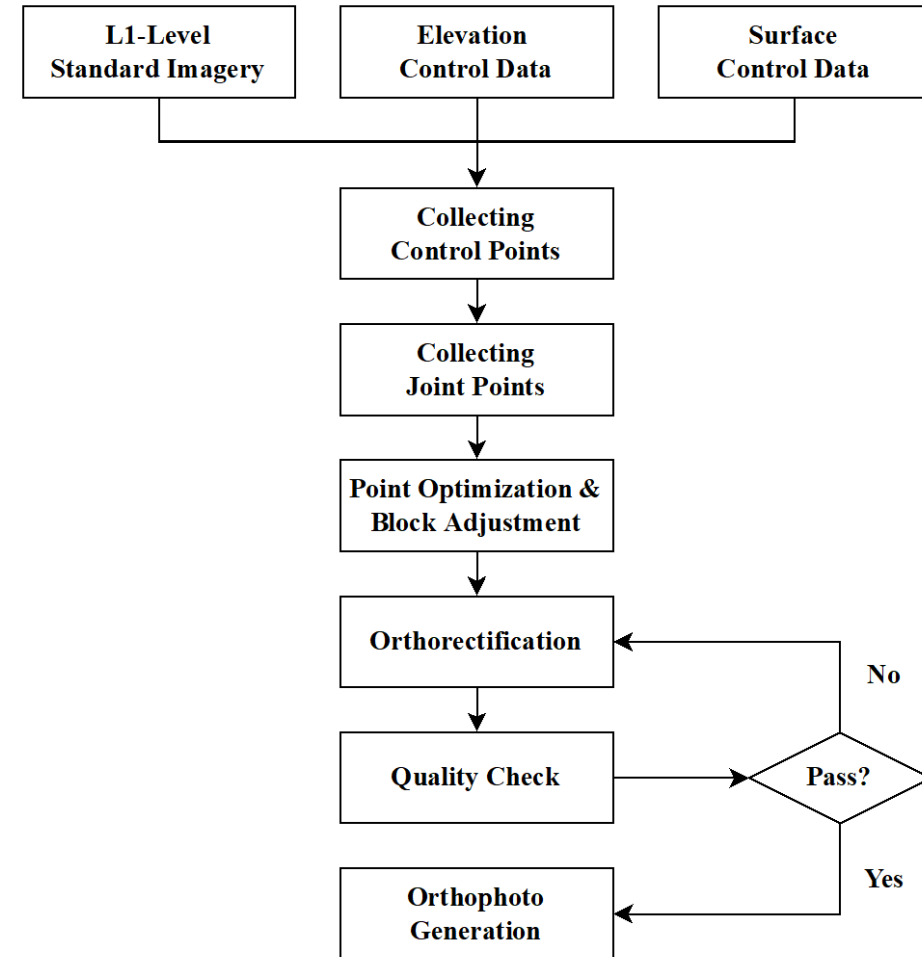 L1-Level
Standard Imagery
Elevation
Control Data
Surface
Control Data
Collecting
Control Points
Collecting
Joint Points
Point Optimization &
Block Adjustment
Orthorectification
No
Quality Check
Pass?
Yes
Orthophoto
Generation